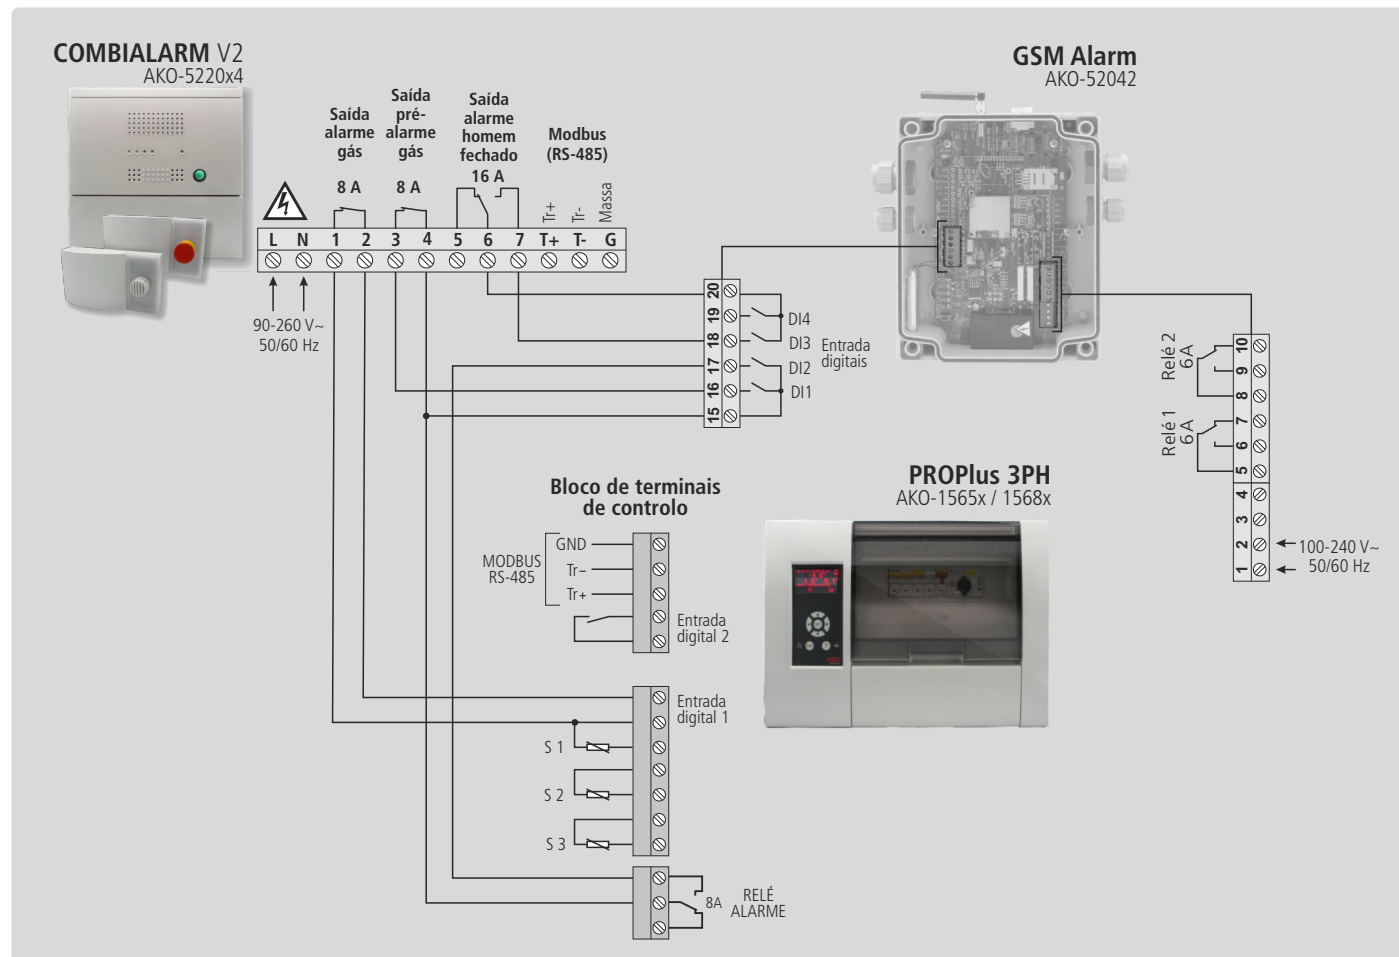 COMBIALARM V2
AKO-5220x4
GSM Alarm
AKO-52042
Saída
alarme
gás
8 A
Saída
pré-
alarme
gás
8 A
Saída
alarme
homem
fechado
16 A
Modbus
(RS-485)
Tr+
Tr-
Massa
L N 1 2 3 4 5 6 7 T+ T- G
90-260 V~
50/60 Hz
20
19
18
17
16
15
DI4
DI3
DI2
DI1
Entrada
digitais
Relé 2
6 A
Relé 1
6 A
10
9
8
7
6
5
4
3
2
1
100-240 V~
50/60 Hz
Bloco de terminais
de controlo
MODBUS
RS-485
GND
Tr–
Tr+
Entrada
digital 2
Entrada
digital 1
S 1
S 2
S 3
8A
RELÉ
ALARME
PROPlus 3PH
AKO-1565x / 1568x